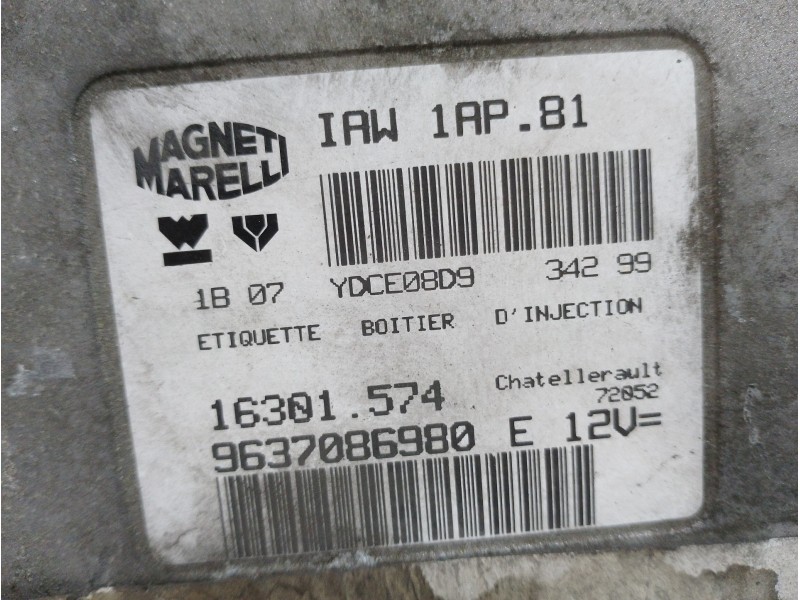 MAGNETI
MARELLI
IAW 1AP.81
1B 07 YDCE08D9 342 99
ETIQUETTE BOITIER D'INJECTION
Chatellerault
72052
16301.574
9637086980 E 12V=